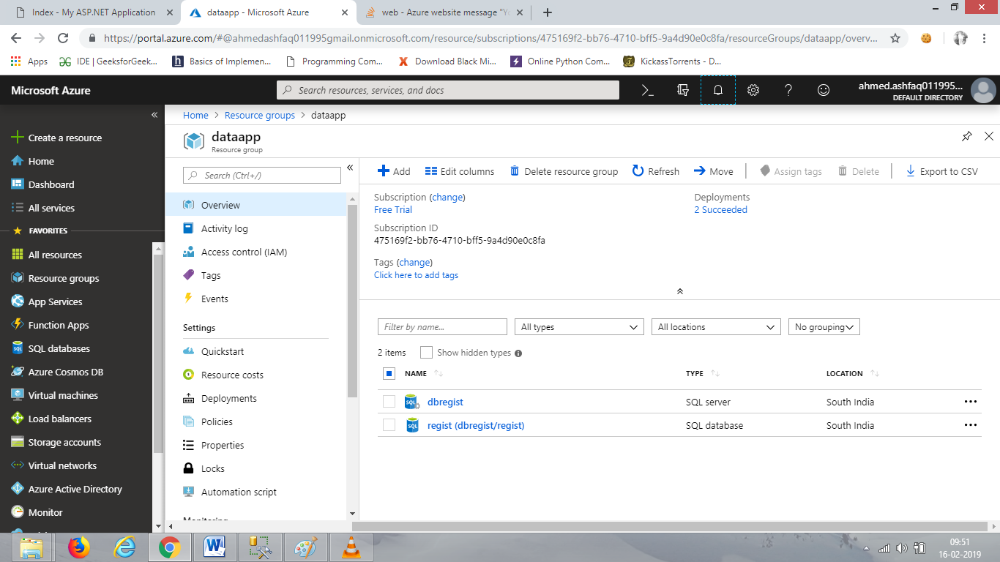 Index - My ASP.NET Application
dataapp - Microsoft Azure
web - Azure website message "Yo
https://portal.azure.com/#@ahmedashfaq011995gmail.onmicrosoft.com/resource/subscriptions/475169f2-bb76-4710-bff5-9a4d90e0c8fa/resourceGroups/dataapp/overv...
Apps
IDE | GeeksforGeek...
Basics of Implemen...
Programming Com...
Download Black Mi...
Online Python Com...
KickassTorrents - D...
Microsoft Azure
Search resources, services, and docs
ahmed.ashfaq011995...
DEFAULT DIRECTORY
Create a resource
Home
Dashboard
All services
FAVORITES
All resources
Resource groups
App Services
Function Apps
SQL databases
Azure Cosmos DB
Virtual machines
Load balancers
Storage accounts
Virtual networks
Azure Active Directory
Monitor
Home > Resource groups > dataapp
dataapp
Resource group
Search (Ctrl+/)
Overview
Activity log
Access control (IAM)
Tags
Events
Settings
Quickstart
Resource costs
Deployments
Policies
Properties
Locks
Automation script
Monitoring
Add
Edit columns
Delete resource group
Refresh
Move
Assign tags
Delete
Export to CSV
Subscription (change)
Free Trial
Subscription ID
475169f2-bb76-4710-bff5-9a4d90e0c8fa
Tags (change)
Click here to add tags
Deployments
2 Succeeded
Filter by name...
All types
All locations
No grouping
2 items
Show hidden types
NAME TYPE LOCATION
dbregist SQL server South India
regist (dbregist/regist) SQL database South India
09:51
16-02-2019